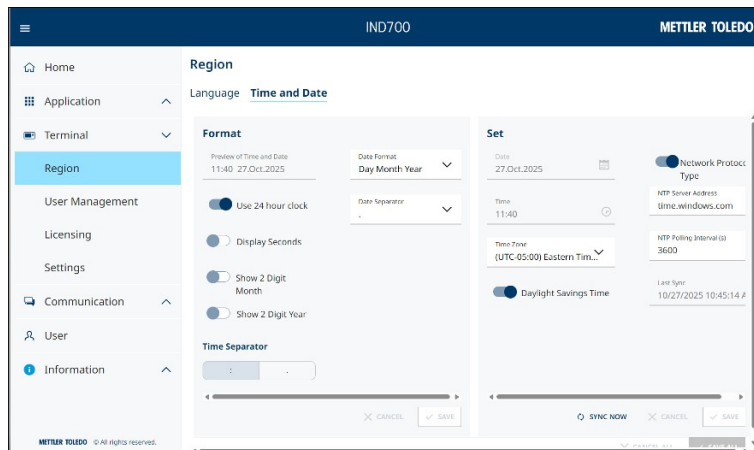 IND700
METTLER TOLEDO
Home
Application
Terminal
Region
User Management
Licensing
Settings
Communication
User
Information
METTLER TOLEDO © All rights reserved.
Region
Language Time and Date
Format
Preview of Time and Date
11:40 27.Oct.2025
Date Format
Day Month Year
Use 24 hour clock
Date Separator
.
Display Seconds
Show 2 Digit
Month
Show 2 Digit Year
Time Separator
: .
CANCEL SAVE
Set
Date
27.Oct.2025
Time
11:40
Time Zone
(UTC-05:00) Eastern Tim...
Daylight Savings Time
Network Protoc
Type
NTP Server Address
time.windows.com
NTP Polling Interval (s)
3600
Last Sync
10/27/2025 10:45:14 A
SYNC NOW CANCEL SAVE
CANCEL ALL SAVE ALL